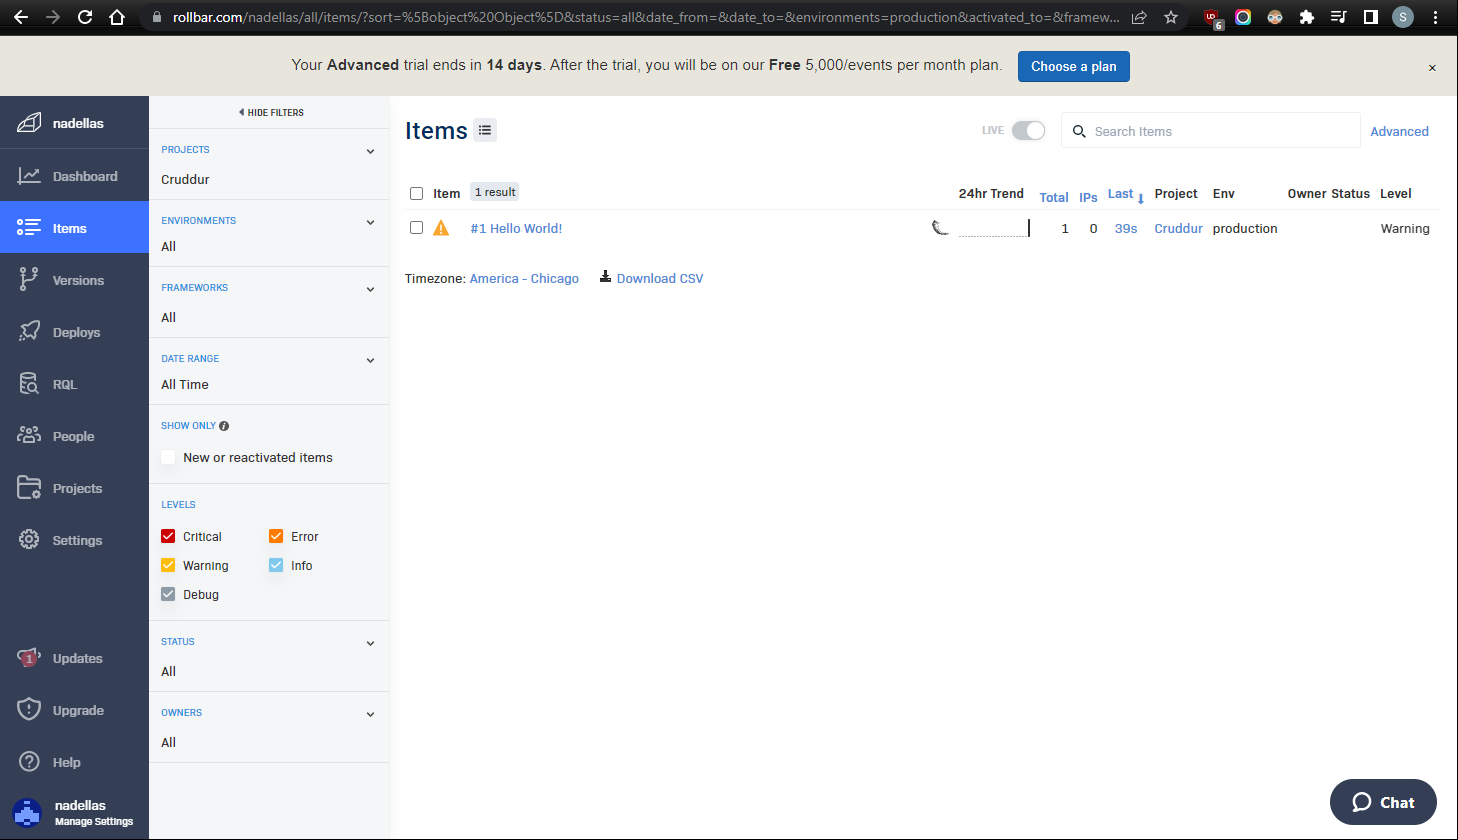 rollbar.com/nadellas/all/items/?sort=%5Bobject%20Object%5D&status=all&date_from=&date_to=&environments=production&activated_to=&framew...
6
S
Your Advanced trial ends in 14 days. After the trial, you will be on our Free 5,000/events per month plan.
Choose a plan
×
nadellas
Dashboard
Items
Versions
Deploys
RQL
People
Projects
Settings
1
Updates
Upgrade
Help
nadellas
Manage Settings
HIDE FILTERS
PROJECTS
Cruddur
ENVIRONMENTS
All
FRAMEWORKS
All
DATE RANGE
All Time
SHOW ONLY
New or reactivated items
LEVELS
Critical Error
Warning Info
Debug
STATUS
All
OWNERS
All
Items
LIVE
Search Items
Advanced
Item 1 result 24hr Trend Total IPs Last Project Env Owner Status Level
#1 Hello World! 1 0 39s Cruddur production Warning
Timezone: America - Chicago Download CSV
Chat